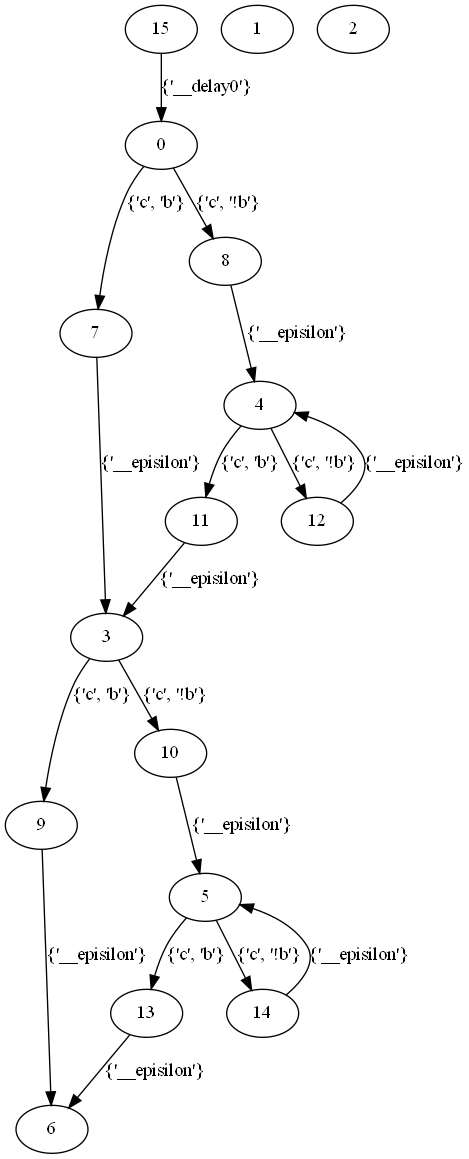 15 1 2
{'__delay0'}
0
{'c', 'b'} {'c', '!b'}
8
7 {'__episilon'}
4
{'__episilon'} {'c', 'b'} {'c', '!b'} {'__episilon'}
11 12
{'__episilon'}
3
{'c', 'b'} {'c', '!b'}
10
9 {'__episilon'}
5
{'__episilon'} {'c', 'b'} {'c', '!b'} {'__episilon'}
13 14
{'__episilon'}
6